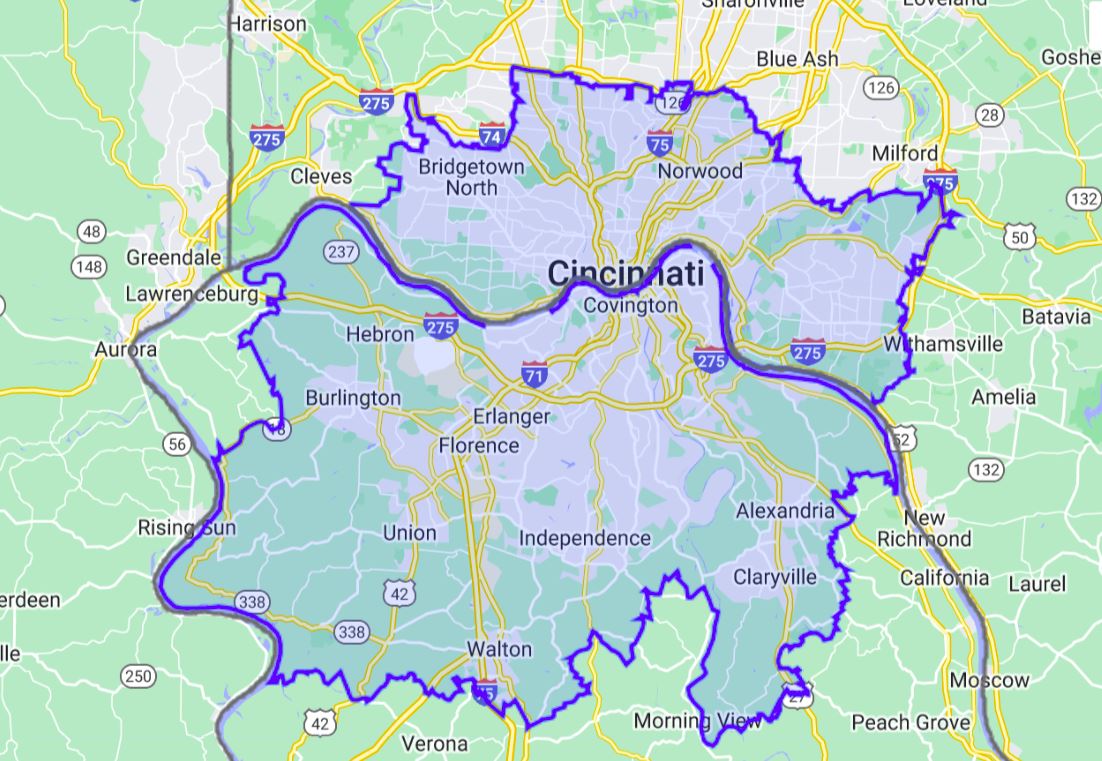 Sharonville
Loveland
Harrison
Blue Ash
Goshe
275
126
126
28
275
74
75
Milford
Bridgetown
North
Norwood
Cleves
275
132
48
237
50
148
Greendale
Cincinnati
Lawrenceburg
Covington
Batavia
Hebron
275
Aurora
71
275
275
Withamsville
Burlington
Erlanger
Amelia
Florence
18
56
52
132
Rising Sun
Union
Independence
Alexandria
New
Richmond
Claryville
California
Laurel
erdeen
338
42
338
lle
Walton
250
Moscow
27
42
Morning View
Peach Grove
Verona